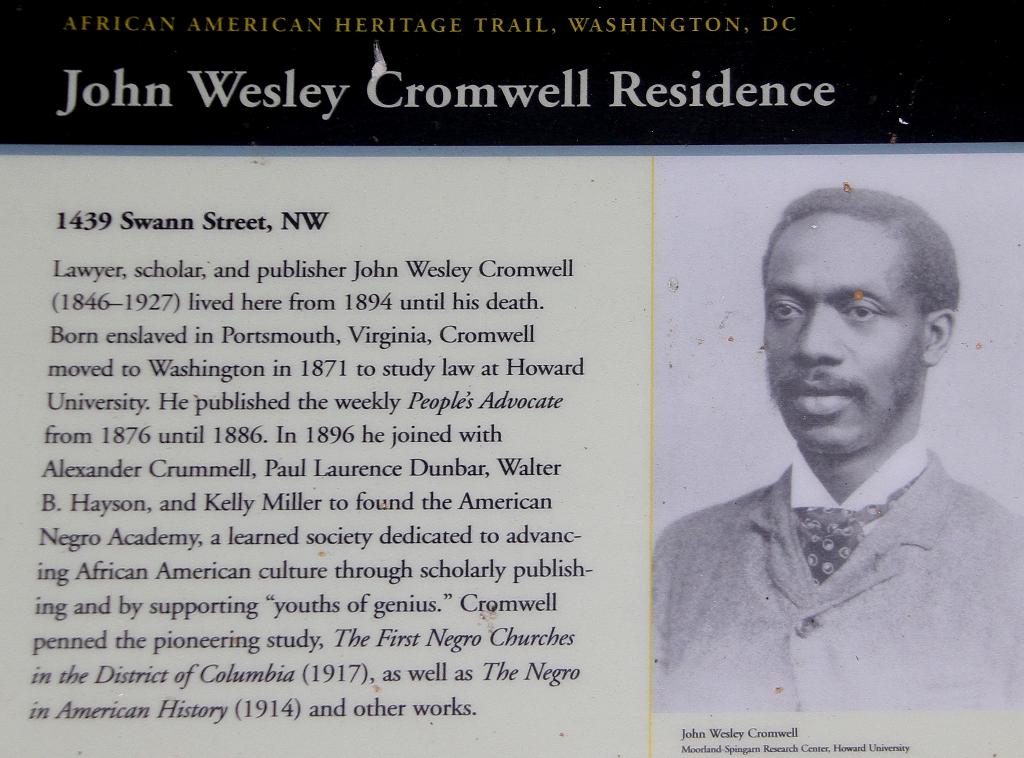 AFRICAN AMERICAN HERITAGE TRAIL, WASHINGTON, DC
John Wesley Cromwell Residence
1439 Swann Street, NW
Lawyer, scholar, and publisher John Wesley Cromwell
(1846–1927) lived here from 1894 until his death.
Born enslaved in Portsmouth, Virginia, Cromwell
moved to Washington in 1871 to study law at Howard
University. He published the weekly People's Advocate
from 1876 until 1886. In 1896 he joined with
Alexander Crummell, Paul Laurence Dunbar, Walter
B. Hayson, and Kelly Miller to found the American
Negro Academy, a learned society dedicated to advanc-
ing African American culture through scholarly publish-
ing and by supporting “youths of genius.” Cromwell
penned the pioneering study, The First Negro Churches
in the District of Columbia (1917), as well as The Negro
in American History (1914) and other works.
John Wesley Cromwell
Moorland-Spingarn Research Center, Howard University